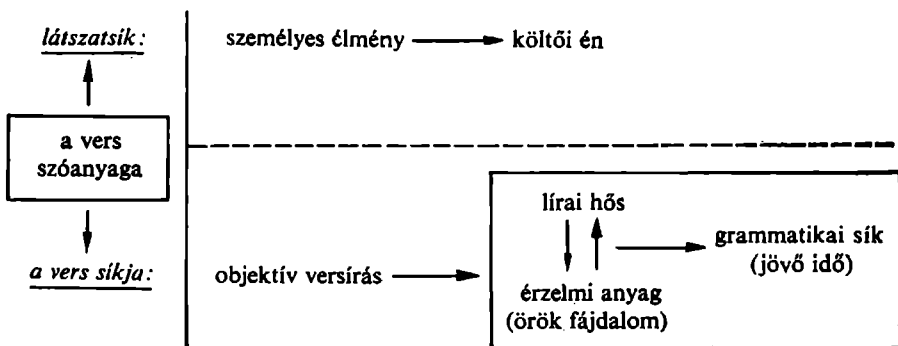 látszatsík:
személyes élmény
költői én
a vers
szóanyaga
lírai hős
grammatikai sík
(jövő idő)
a vers síkja:
objektív versírás
érzelmi anyag
(örök fájdalom)